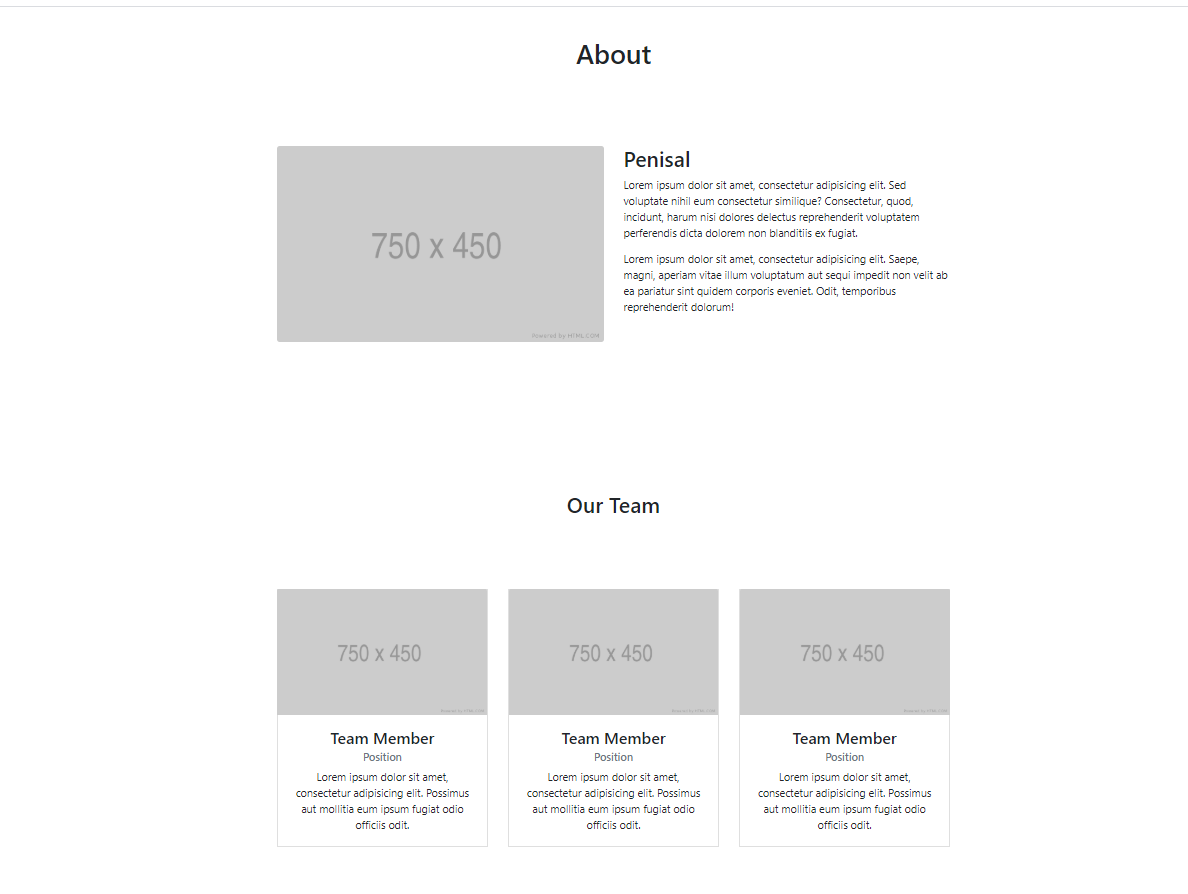 About
750 x 450
Powered by HTML.COM
Penisal
Lorem ipsum dolor sit amet, consectetur adipisicing elit. Sed
voluptate nihil eum consectetur similique? Consectetur, quod,
incidunt, harum nisi dolores delectus reprehenderit voluptatem
perferendis dicta dolorem non blanditiis ex fugiat.
Lorem ipsum dolor sit amet, consectetur adipisicing elit. Saepe,
magni, aperiam vitae illum voluptatum aut sequi impedit non velit ab
ea pariatur sint quidem corporis eveniet. Odit, temporibus
reprehenderit dolorum!
Our Team
750 x 450
Powered by HTML.COM
Team Member
Position
Lorem ipsum dolor sit amet,
consectetur adipisicing elit. Possimus
aut mollitia eum ipsum fugiat odio
officiis odit.
750 x 450
Powered by HTML.COM
Team Member
Position
Lorem ipsum dolor sit amet,
consectetur adipisicing elit. Possimus
aut mollitia eum ipsum fugiat odio
officiis odit.
750 x 450
Powered by HTML.COM
Team Member
Position
Lorem ipsum dolor sit amet,
consectetur adipisicing elit. Possimus
aut mollitia eum ipsum fugiat odio
officiis odit.